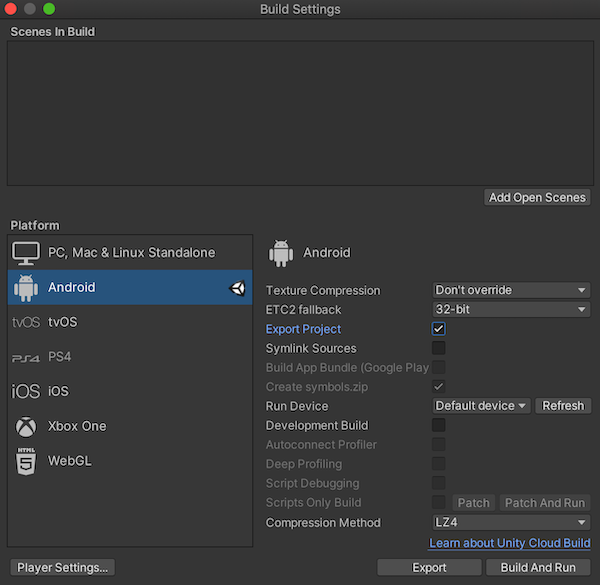 Build Settings
Scenes In Build
Add Open Scenes
Platform
PC, Mac & Linux Standalone
Android
tvOS tvOS
PS4 PS4
iOS iOS
Xbox One
HTML
5
WebGL
Android
Texture Compression Don't override
ETC2 fallback 32-bit
Export Project
Symlink Sources
Build App Bundle (Google Play
Create symbols.zip
Run Device Default device Refresh
Development Build
Autoconnect Profiler
Deep Profiling
Script Debugging
Scripts Only Build Patch Patch And Run
Compression Method LZ4
Learn about Unity Cloud Build
Player Settings... Export Build And Run